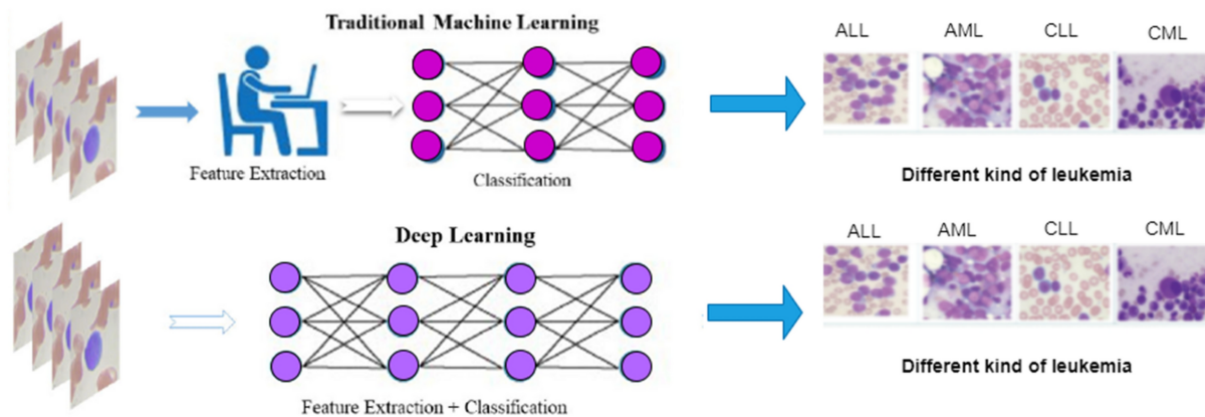 Traditional Machine Learning
ALL AML CLL CML
Feature Extraction
Classification
Different kind of leukemia
Deep Learning
ALL AML CLL CML
Feature Extraction + Classification
Different kind of leukemia